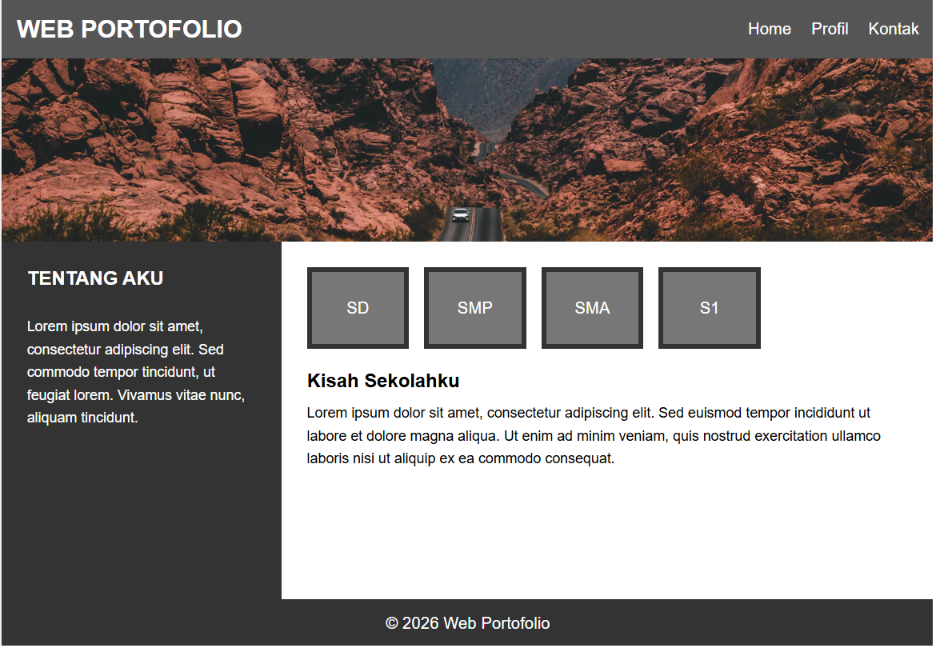 WEB PORTOFOLIO
Home Profil Kontak
TENTANG AKU
Lorem ipsum dolor sit amet,
consectetur adipiscing elit. Sed
commodo tempor tincidunt, ut
feugiat lorem. Vivamus vitae nunc,
aliquam tincidunt.
SD SMP SMA S1
Kisah Sekolahku
Lorem ipsum dolor sit amet, consectetur adipiscing elit. Sed euismod tempor incididunt ut
labore et dolore magna aliqua. Ut enim ad minim veniam, quis nostrud exercitation ullamco
laboris nisi ut aliquip ex ea commodo consequat.
© 2026 Web Portofolio